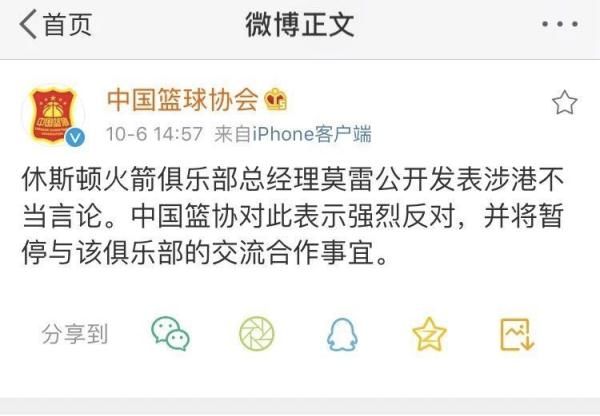 首页
微博正文
中国篮球协会
10-6 14:57 来自iPhone客户端
休斯顿火箭俱乐部总经理莫雷公开发表涉港不
当言论。中国篮协对此表示强烈反对，并将暂
停与该俱乐部的交流合作事宜。
分享到